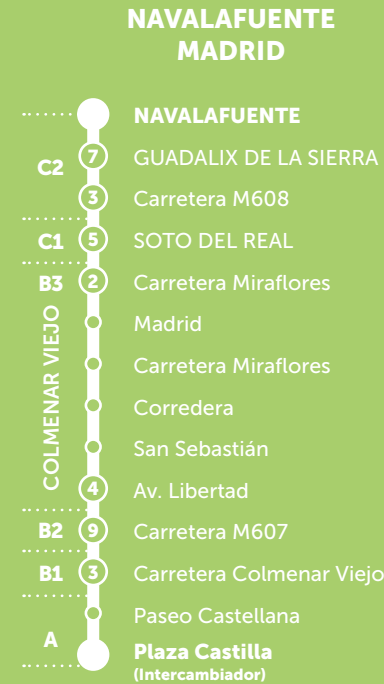 NAVALAFUENTE
MADRID
NAVALAFUENTE
C2
7 GUADALIX DE LA SIERRA
3 Carretera M608
C1 5 SOTO DEL REAL
B3 2 Carretera Miraflores
COLMENAR VIEJO
Madrid
Carretera Miraflores
Corredera
San Sebastián
4 Av. Libertad
B2 9 Carretera M607
B1 3 Carretera Colmenar Viejo
A
Paseo Castellana
Plaza Castilla
(Intercambiador)